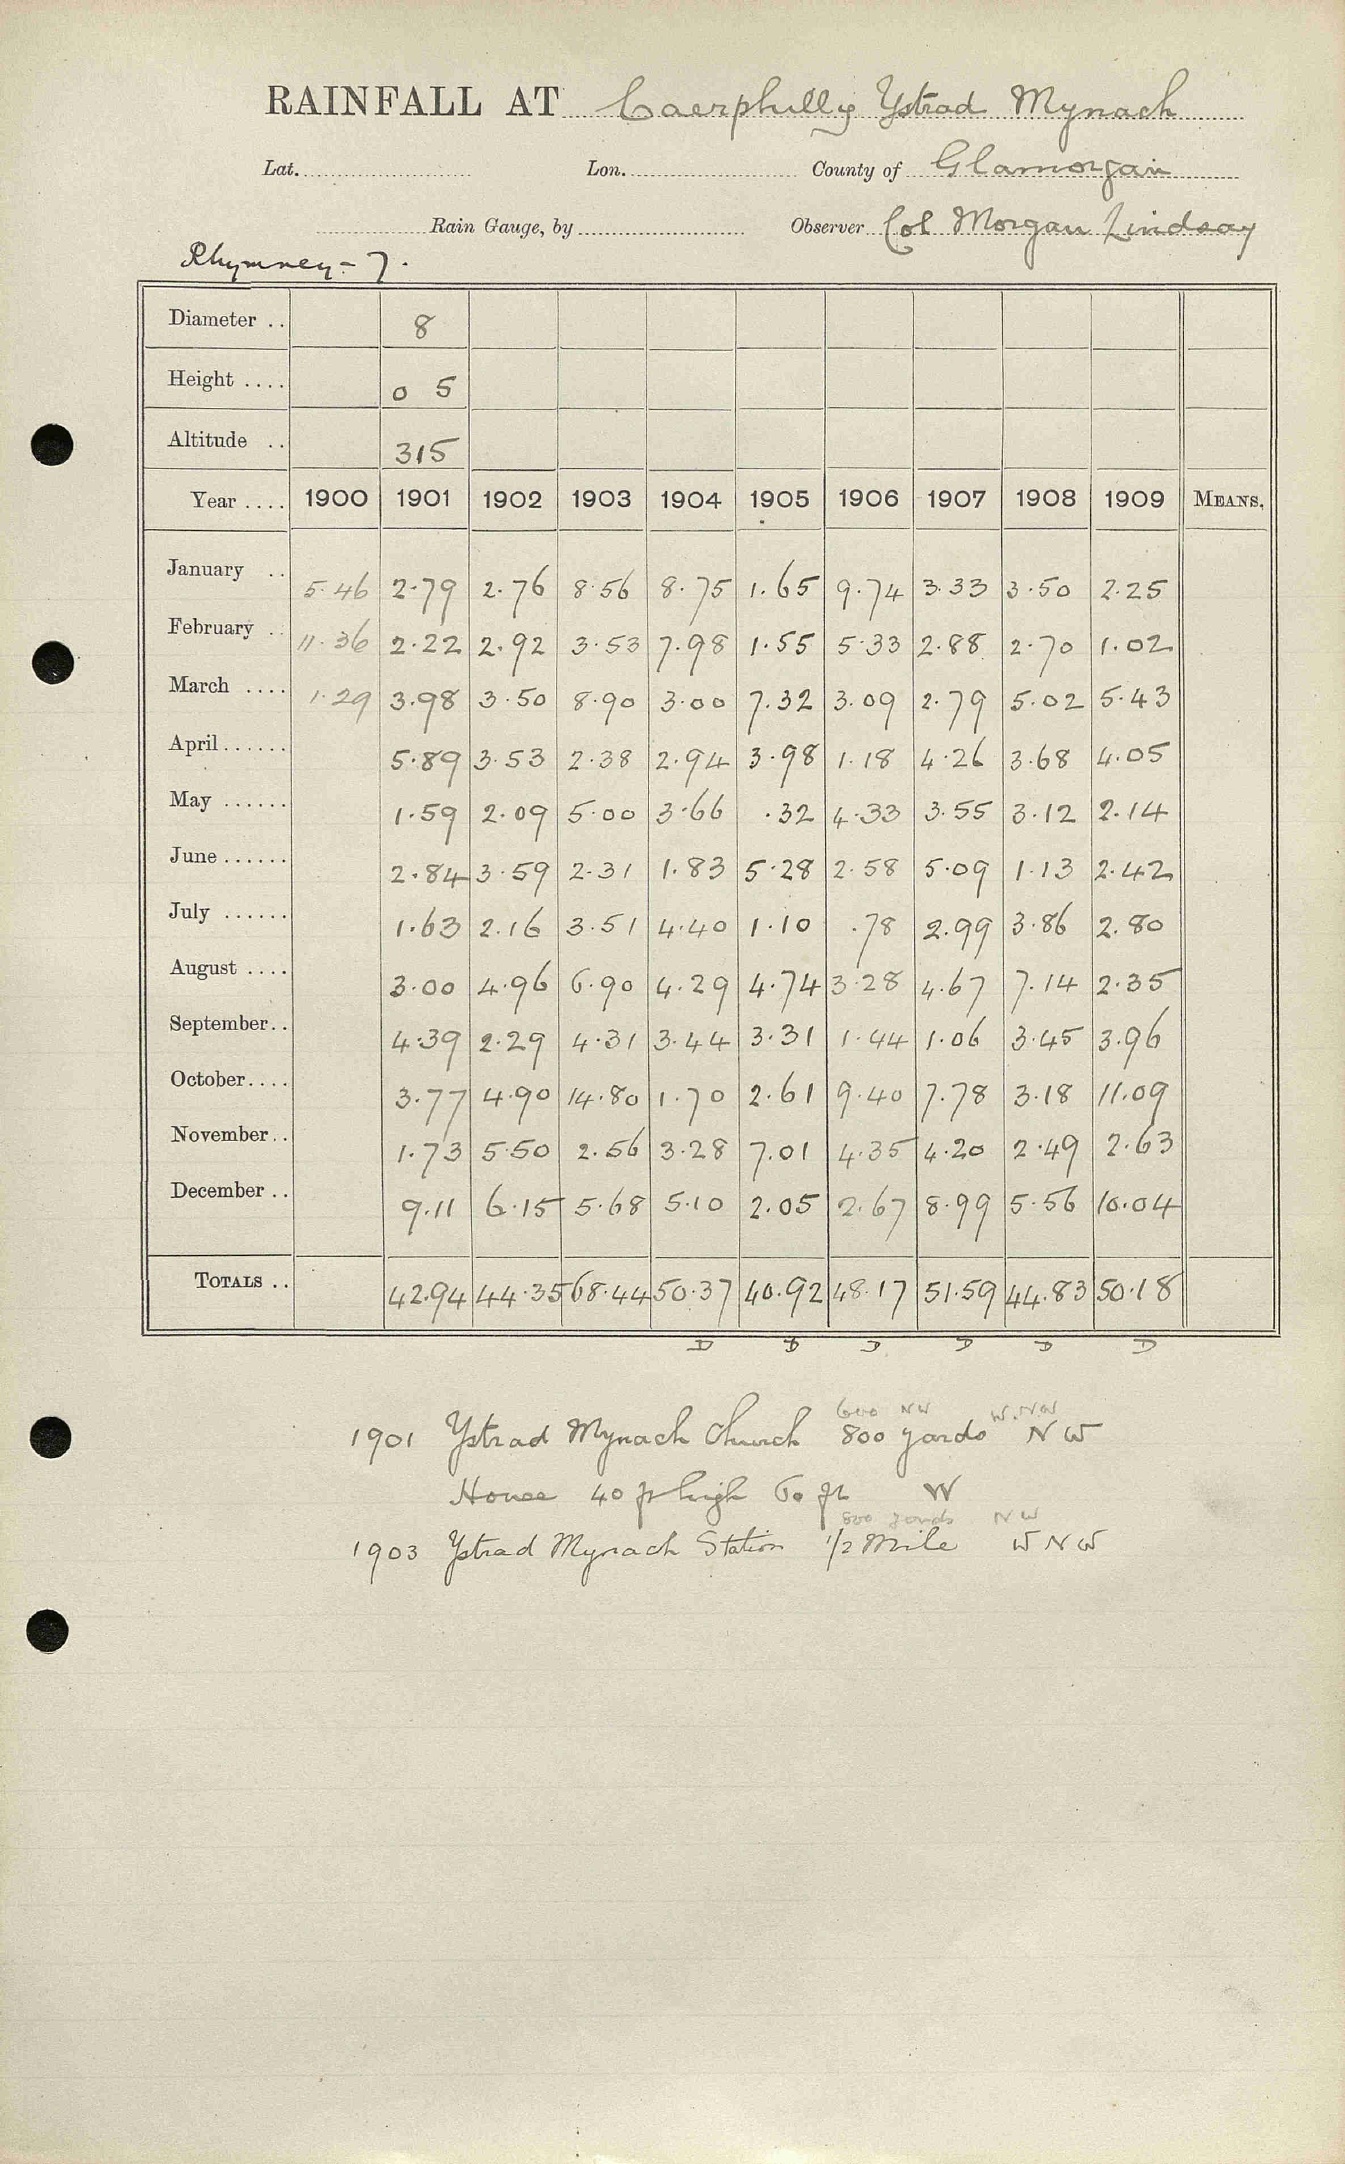 RAINFALL AT Caerphilly Ystrad Mynach
Lat. Lon. County of Glamorgan
Rain Gauge, by Observer Col Morgan Lindsay
Rhymney - 7.
Diameter .. 8
Height .... 0 5
Altitude .. 315
Year .... 1900 1901 1902 1903 1904 1905 1906 1907 1908 1909 MEANS.
January .. 5.46 2.79 2.76 8.56 8.75 1.65 9.74 3.33 3.50 2.25
February .. 11.36 2.22 2.92 3.53 7.98 1.55 5.33 2.88 2.70 1.02
March .... 1.29 3.98 3.50 8.90 3.00 7.32 3.09 2.79 5.02 5.43
April...... 5.89 3.53 2.38 2.94 3.98 1.18 4.26 3.68 4.05
May ...... 1.59 2.09 5.00 3.66 .32 4.33 3.55 3.12 2.14
June...... 2.84 3.59 2.31 1.83 5.28 2.58 5.09 1.13 2.42
July ...... 1.63 2.16 3.51 4.40 1.10 .78 2.99 3.86 2.80
August .... 3.00 4.96 6.90 4.29 4.74 3.28 4.67 7.14 2.35
September.. 4.39 2.29 4.31 3.44 3.31 1.44 1.06 3.45 3.96
October.... 3.77 4.90 14.80 1.70 2.61 9.40 7.78 3.18 11.09
November.. 1.73 5.50 2.56 3.28 7.01 4.35 4.20 2.49 2.63
December .. 9.11 6.15 5.68 5.10 2.05 2.67 8.99 5.56 10.04
TOTALS .. 42.94 44.35 68.44 50.37 40.92 48.17 51.59 44.83 50.18
D D D D D D
600 NW W.NW
1901 Ystrad Mynach Church 800 yards NW
House 40 ft high 60 ft W
800 yards NW
1903 Ystrad Mynach Station 1/2 Mile WNW